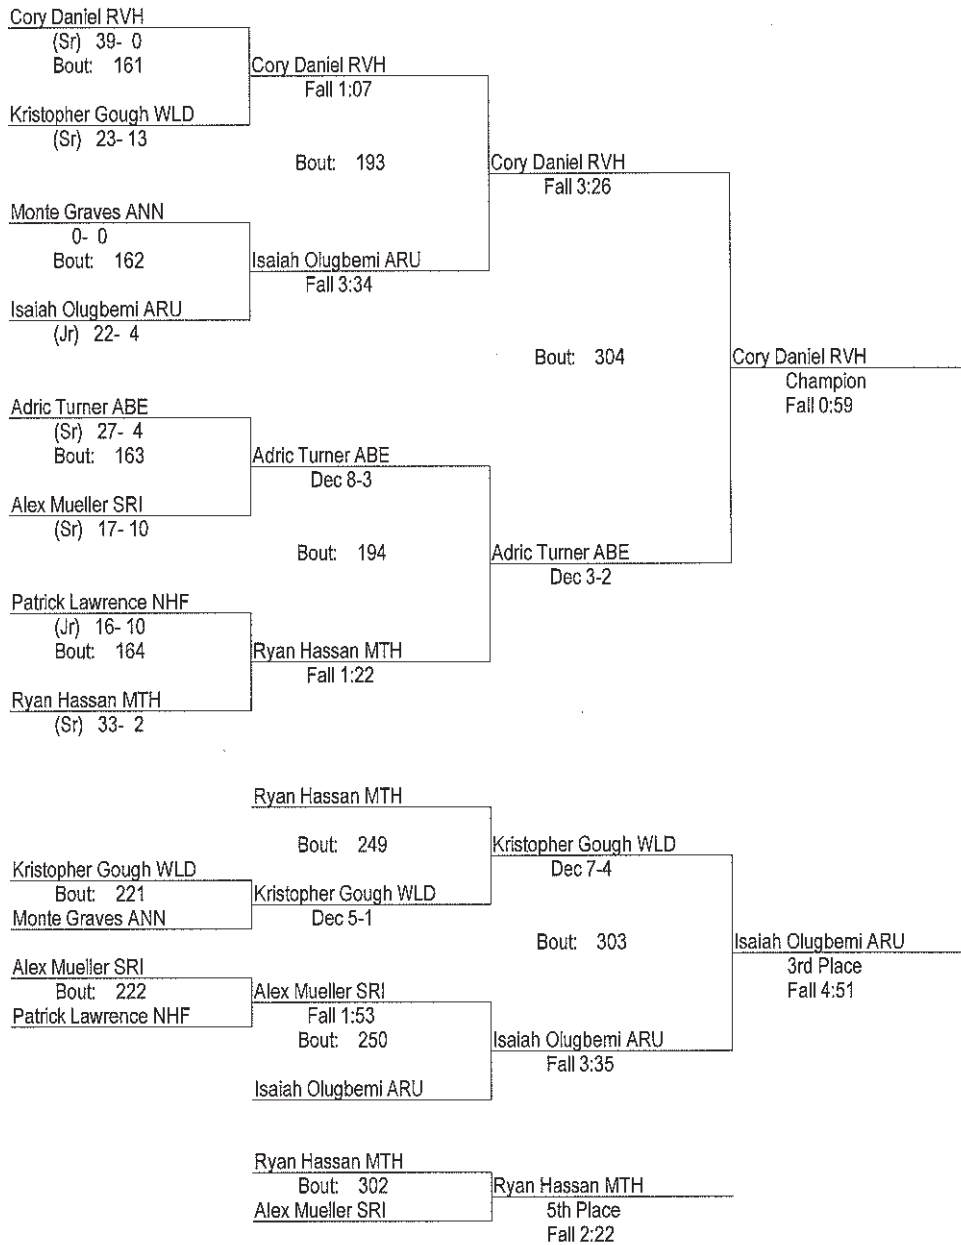 Cory Daniel RVH
(Sr) 39- 0
Bout: 161
Cory Daniel RVH
Fall 1:07
Kristopher Gough WLD
(Sr) 23- 13
Bout: 193
Cory Daniel RVH
Fall 3:26
Monte Graves ANN
0- 0
Bout: 162
Isaiah Olugbemi ARU
Fall 3:34
Isaiah Olugbemi ARU
(Jr) 22- 4
Bout: 304
Cory Daniel RVH
Champion
Fall 0:59
Adric Turner ABE
(Sr) 27- 4
Bout: 163
Adric Turner ABE
Dec 8-3
Alex Mueller SRI
(Sr) 17- 10
Bout: 194
Adric Turner ABE
Dec 3-2
Patrick Lawrence NHF
(Jr) 16- 10
Bout: 164
Ryan Hassan MTH
Fall 1:22
Ryan Hassan MTH
(Sr) 33- 2
Ryan Hassan MTH
Bout: 249
Kristopher Gough WLD
Dec 7-4
Kristopher Gough WLD
Bout: 221
Kristopher Gough WLD
Monte Graves ANN
Dec 5-1
Bout: 303
Isaiah Olugbemi ARU
3rd Place
Fall 4:51
Alex Mueller SRI
Bout: 222
Alex Mueller SRI
Patrick Lawrence NHF
Fall 1:53
Bout: 250
Isaiah Olugbemi ARU
Fall 3:35
Isaiah Olugbemi ARU
Ryan Hassan MTH
Bout: 302
Ryan Hassan MTH
Alex Mueller SRI
5th Place
Fall 2:22